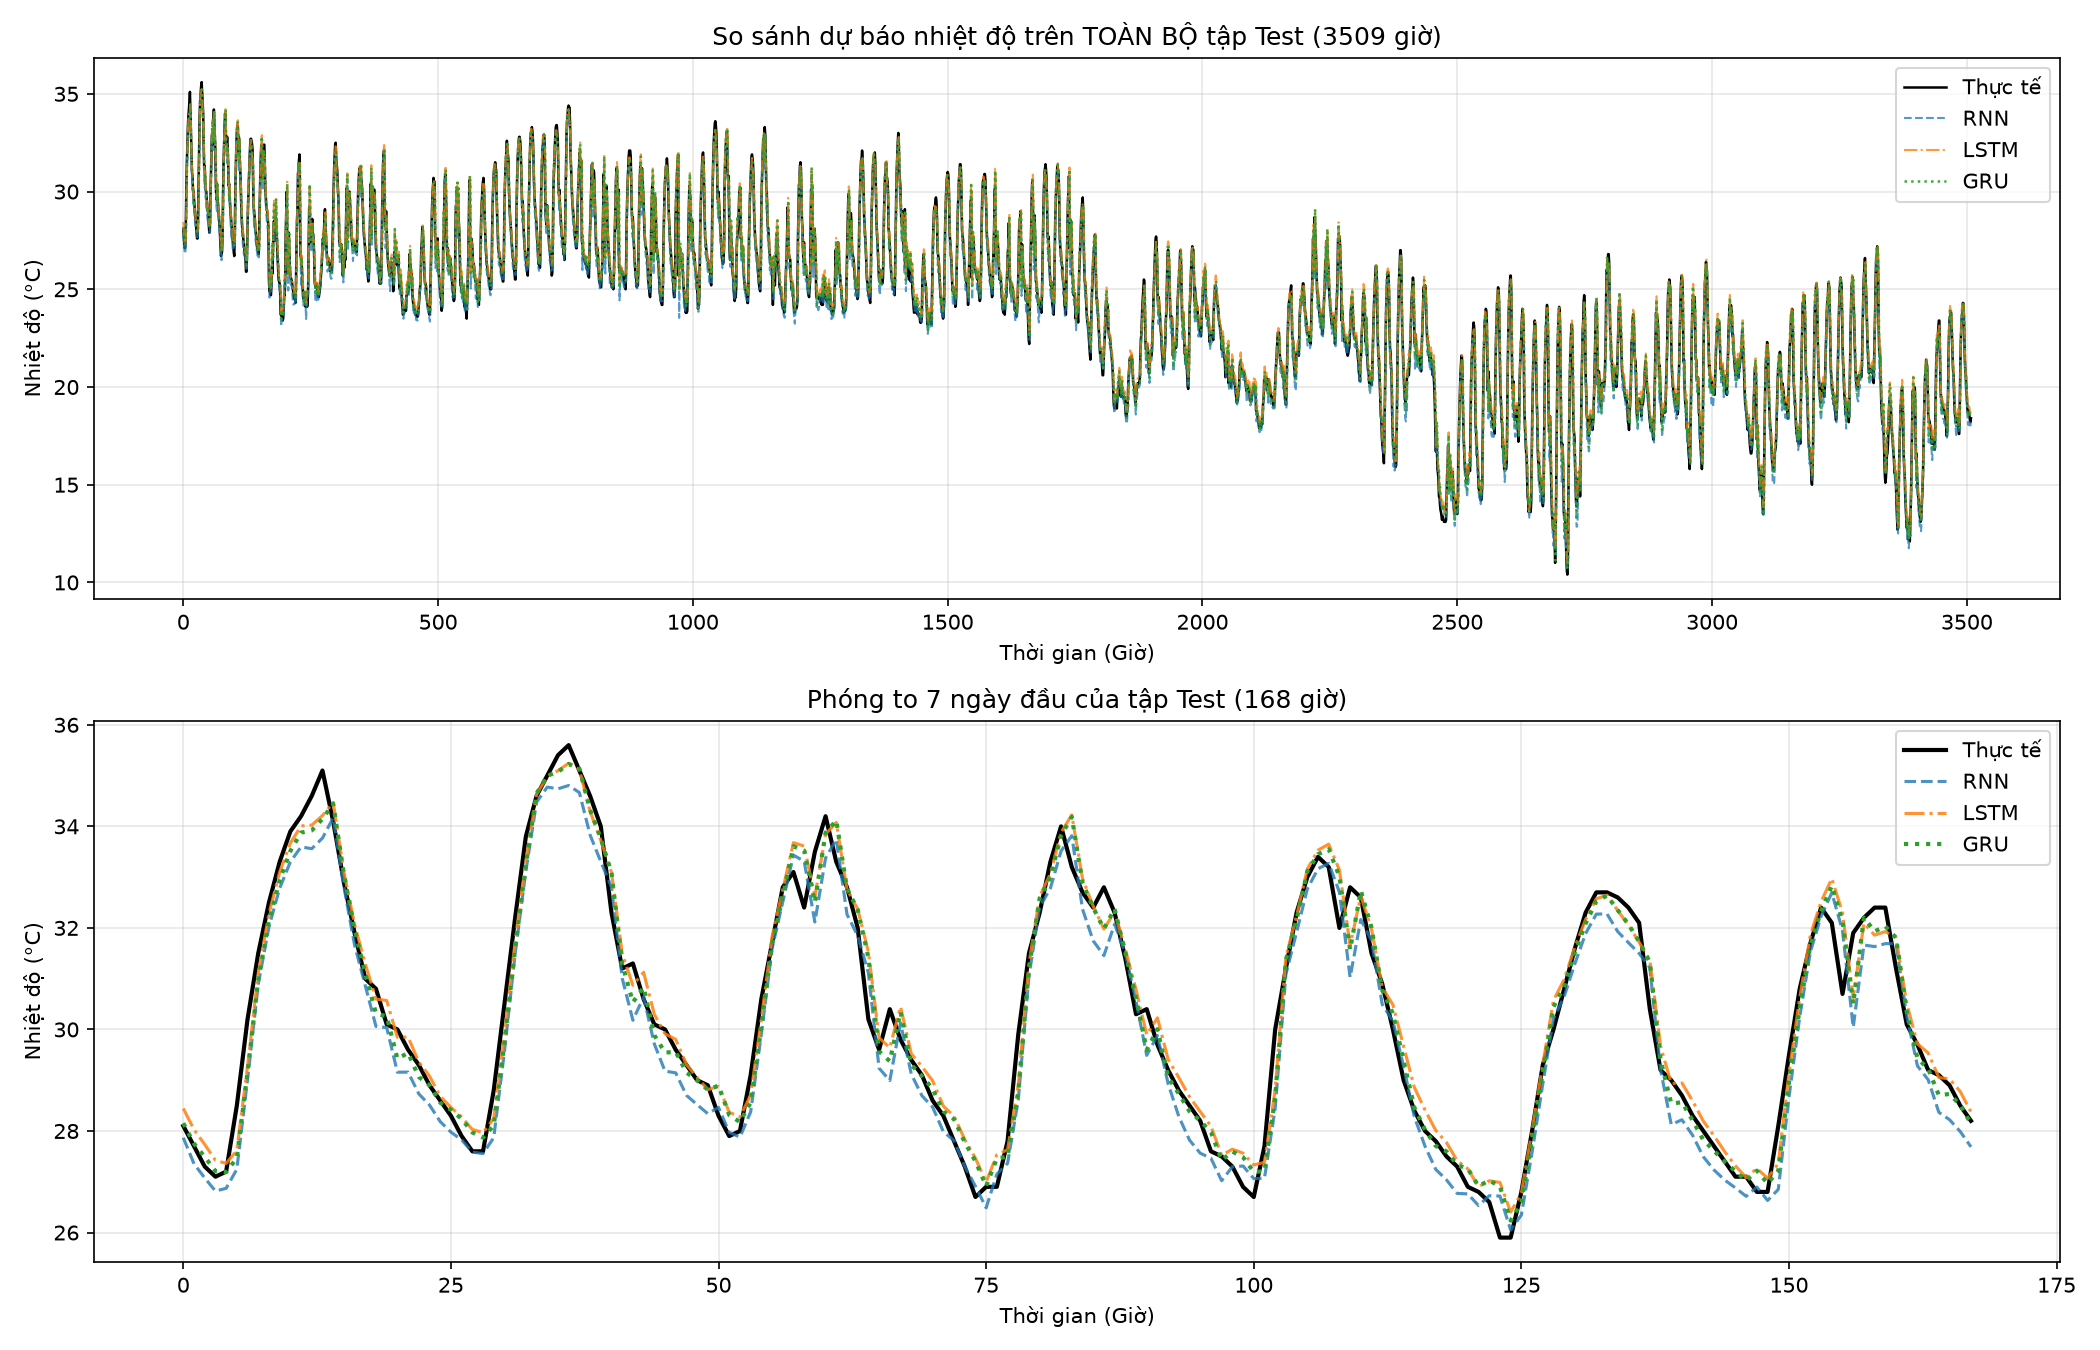 So sánh dự báo nhiệt độ trên TOÀN BỘ tập Test (3509 giờ)
Nhiệt độ (°C)
35
30
25
20
15
10
Thực tế
RNN
LSTM
GRU
0 500 1000 1500 2000 2500 3000 3500
Thời gian (Giờ)
Phóng to 7 ngày đầu của tập Test (168 giờ)
Nhiệt độ (°C)
36
34
32
30
28
26
Thực tế
RNN
LSTM
GRU
0 25 50 75 100 125 150 175
Thời gian (Giờ)